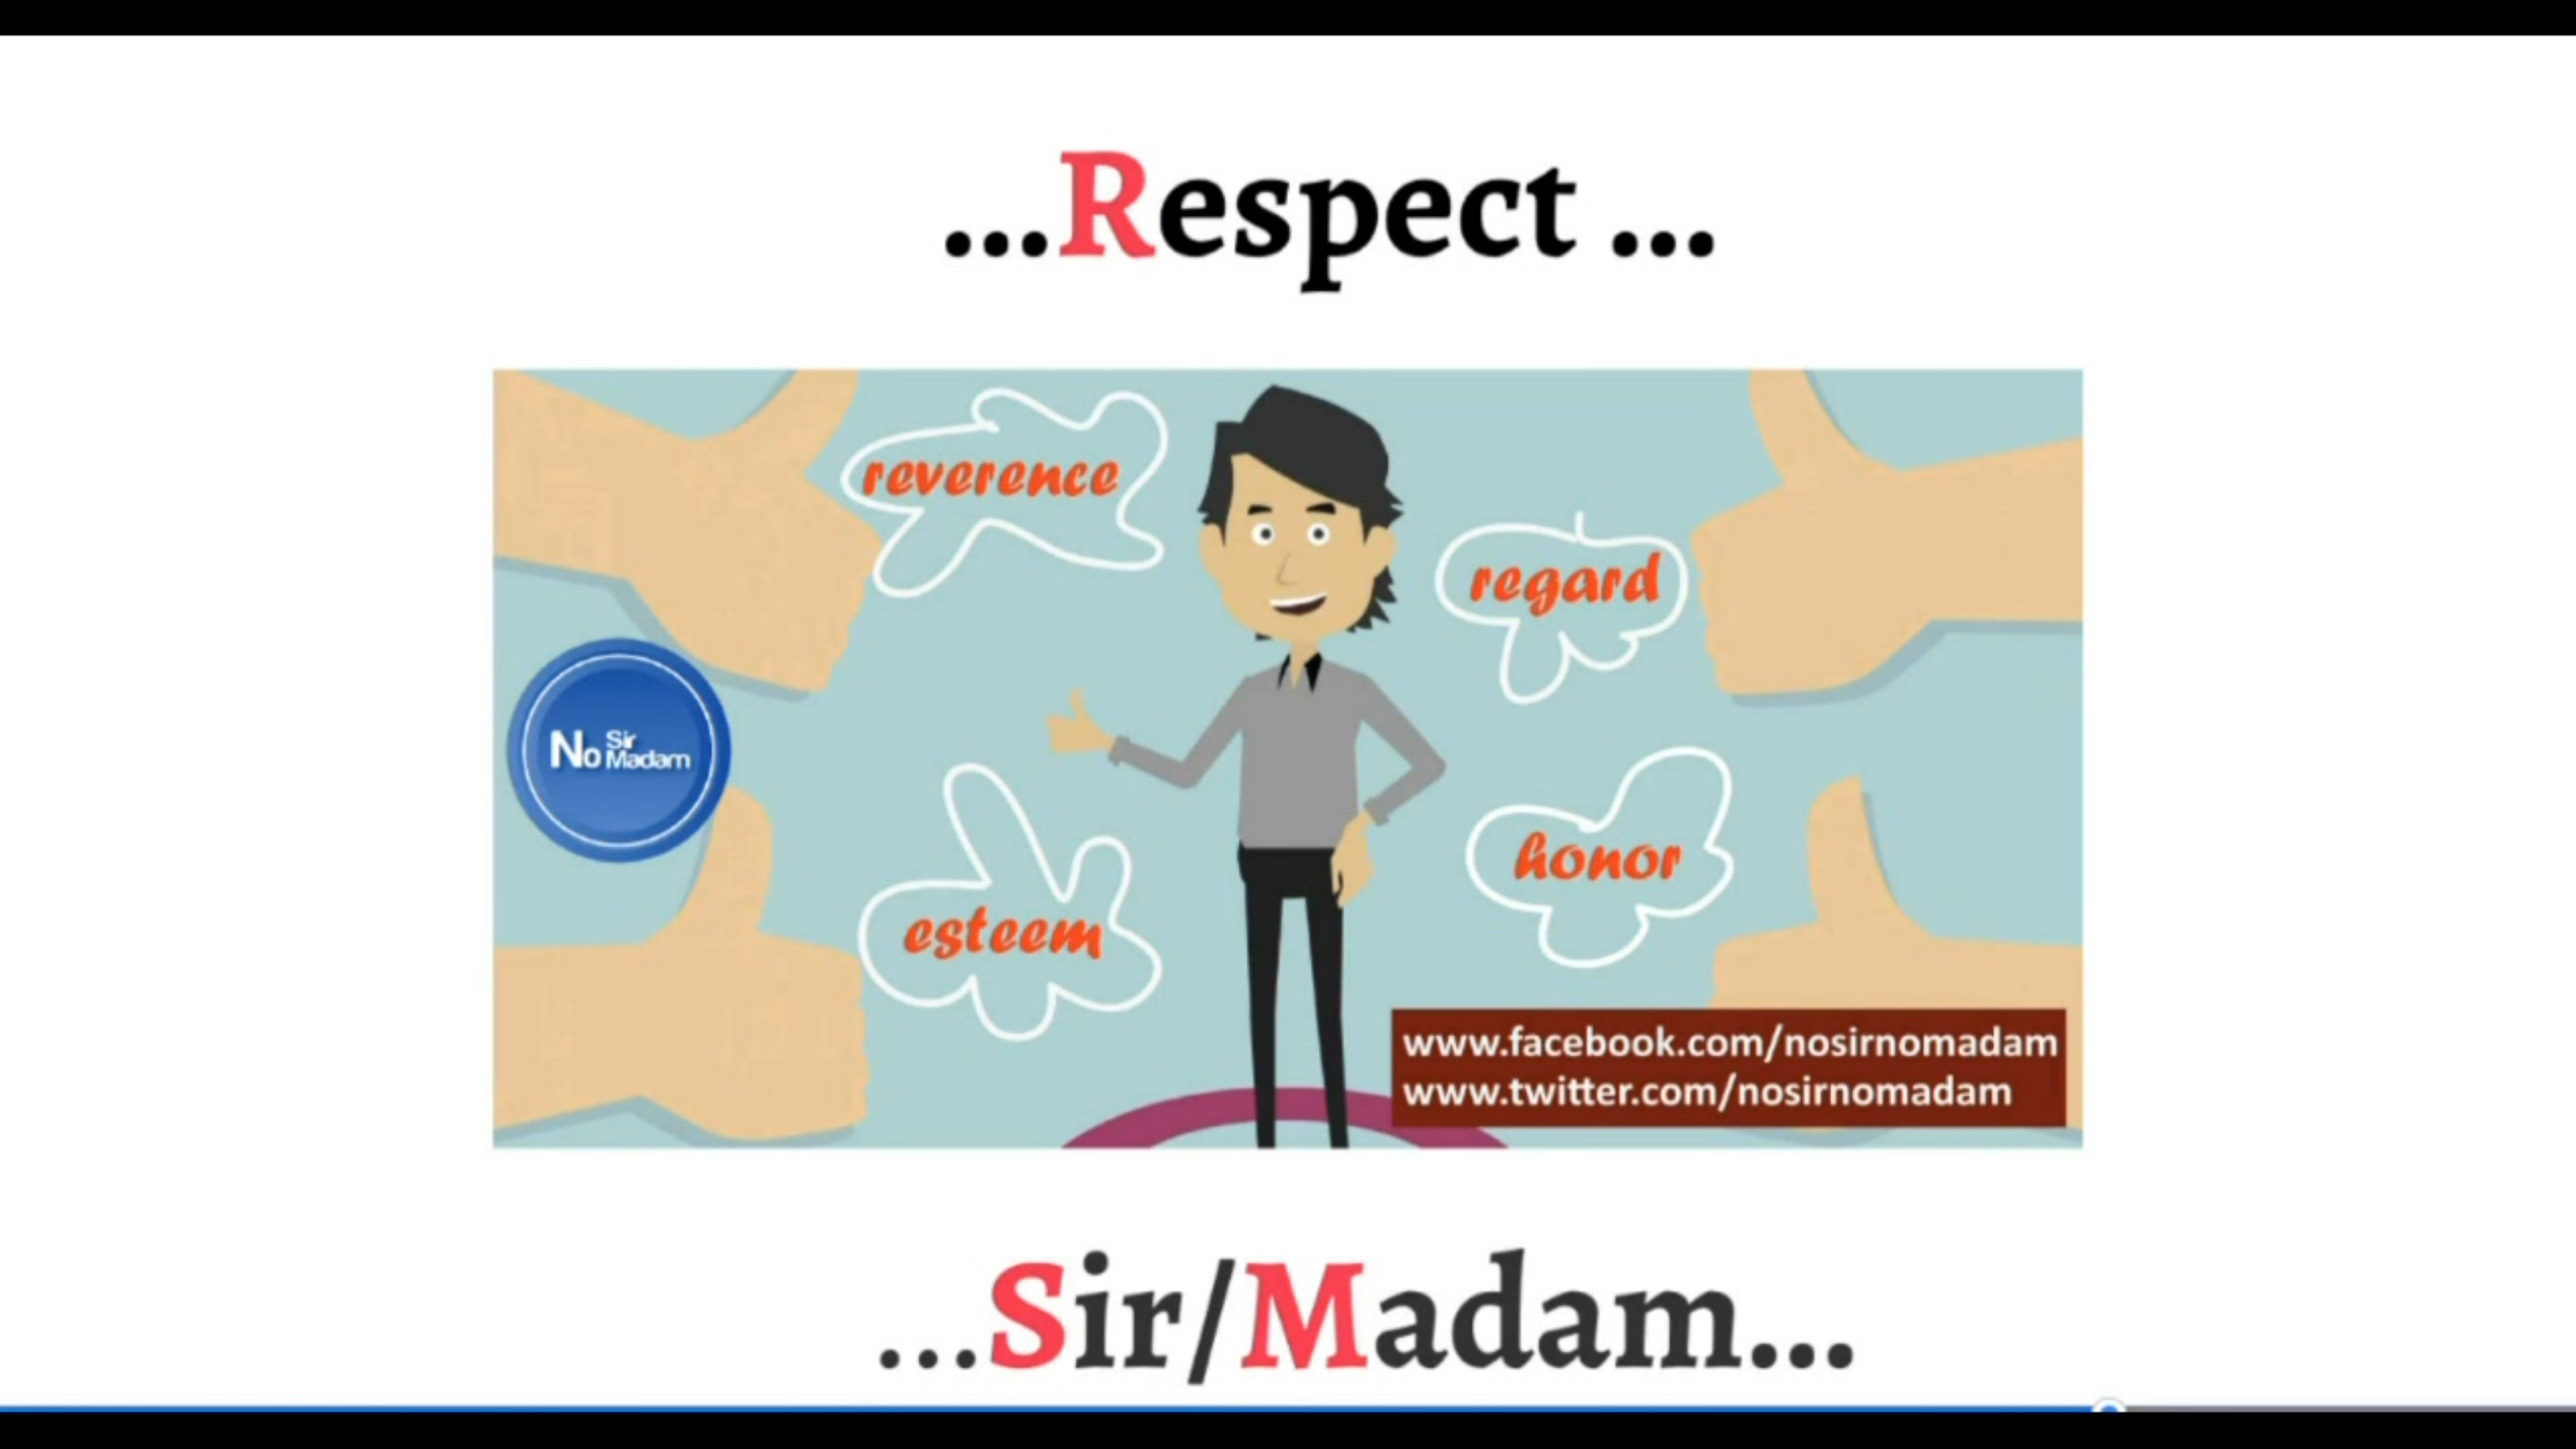 ...Respect ...
reverence
regard
No Sir Madam
esteem
honor
www.facebook.com/nosirnomadam
www.twitter.com/nosirnomadam
...Sir/Madam...